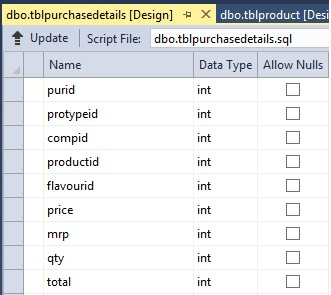 dbo.tblpurchasedetails [Design] dbo.tblproduct [Desi
Update Script File: dbo.tblpurchasedetails.sql
Name Data Type Allow Nulls
purid int
protypeid int
compid int
productid int
flavourid int
price int
mrp int
qty int
total int